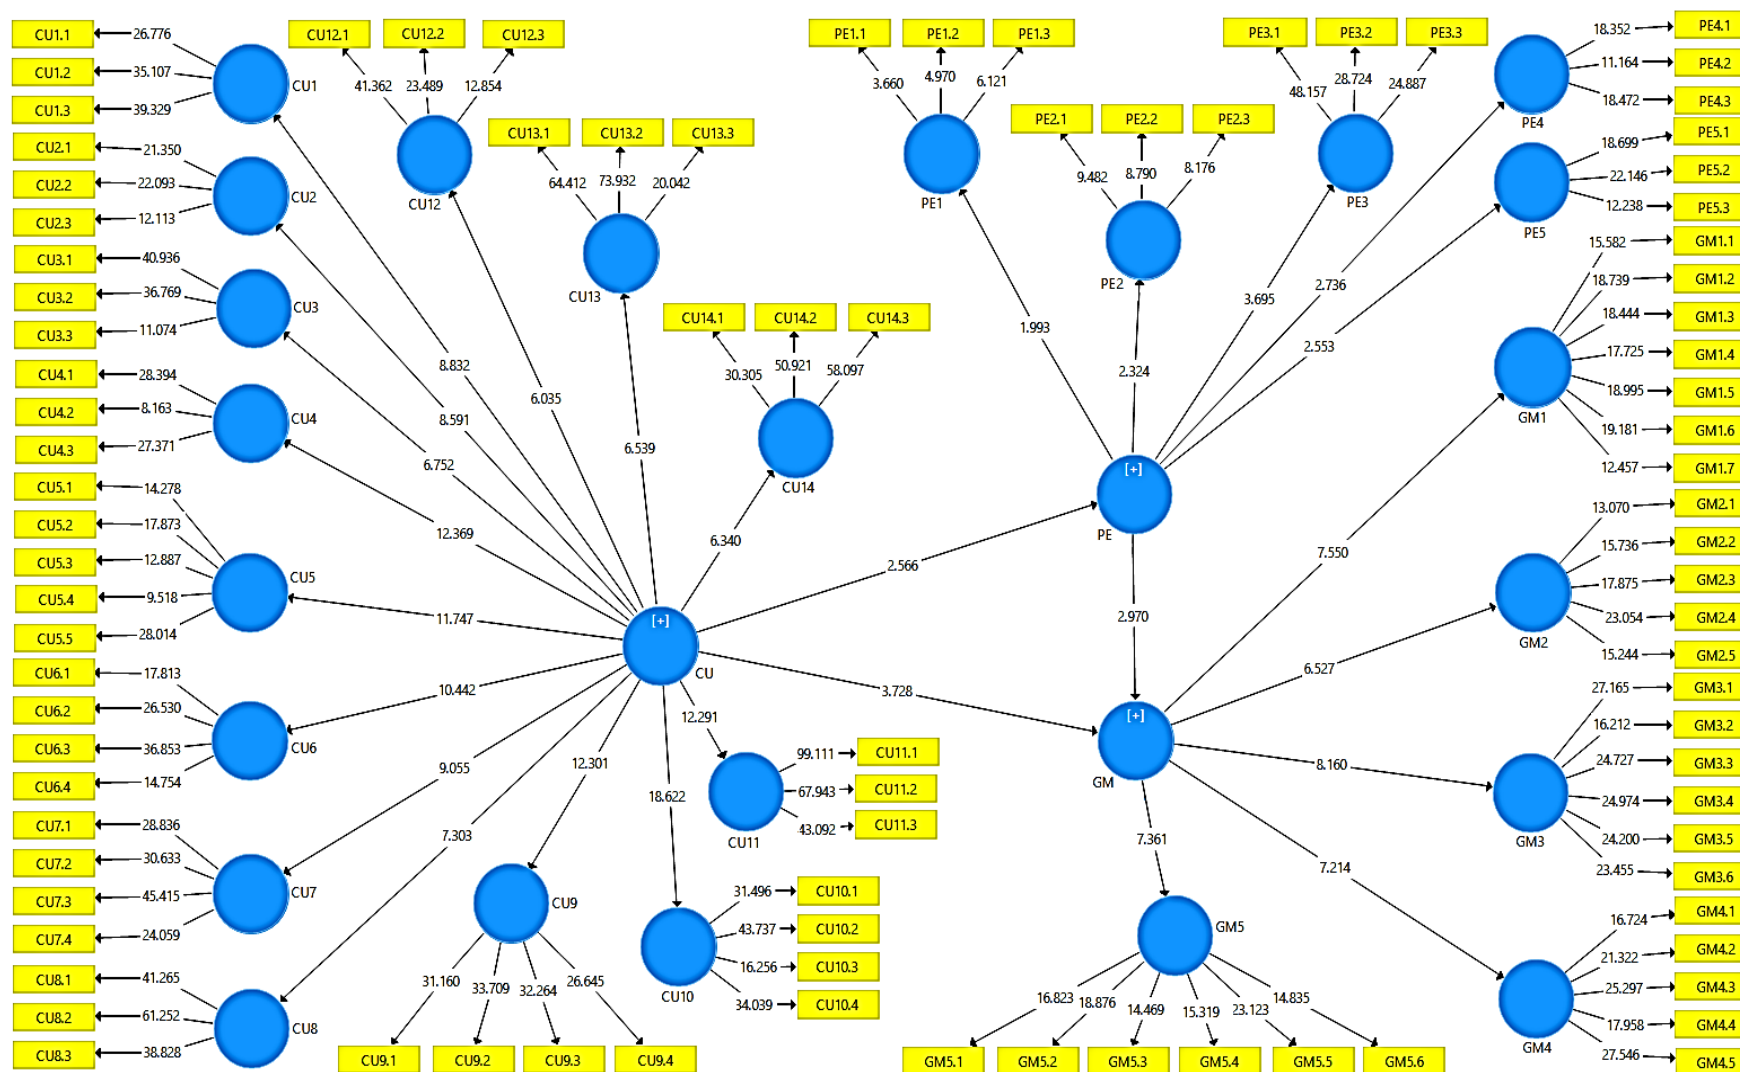 CU1.1
26.776
CU1.2
35.107
CU1.3
39.329
CU1
CU2.1
21.350
CU2.2
22.093
CU2.3
12.113
CU2
CU3.1
40.936
CU3.2
36.769
CU3.3
11.074
CU3
CU4.1
28.394
CU4.2
8.163
CU4.3
27.371
CU4
CU5.1
14.278
CU5.2
17.873
CU5.3
12.887
CU5.4
9.518
CU5.5
28.014
CU5
CU6.1
17.813
CU6.2
26.530
CU6.3
36.853
CU6.4
14.754
CU6
CU7.1
28.836
CU7.2
30.633
CU7.3
45.415
CU7.4
24.059
CU7
CU8.1
41.265
CU8.2
61.252
CU8.3
38.828
CU8
CU12.1
CU12.2
CU12.3
41.362
23.489
12.854
CU12
CU13.1
CU13.2
CU13.3
64.412
73.932
20.042
CU13
CU14.1
CU14.2
CU14.3
30.305
50.921
58.097
CU14
8.832
8.591
6.752
12.369
11.747
10.442
9.055
7.303
6.035
6.539
6.340
2.566
3.728
12.291
12.301
18.622
[+]
CU
99.111
CU11.1
67.943
CU11.2
43.092
CU11.3
CU11
31.496
CU10.1
43.737
CU10.2
16.256
CU10.3
34.039
CU10.4
CU10
CU9
31.160
33.709
32.264
26.645
CU9.1
CU9.2
CU9.3
CU9.4
PE1.1
PE1.2
PE1.3
3.660
4.970
6.121
PE1
PE2.1
PE2.2
PE2.3
9.482
8.790
8.176
PE2
PE3.1
PE3.2
PE3.3
48.157
28.724
24.887
PE3
18.352
PE4.1
11.164
PE4.2
18.472
PE4.3
PE4
18.699
PE5.1
22.146
PE5.2
12.238
PE5.3
PE5
1.993
2.324
3.695
2.736
2.553
[+]
PE
2.970
[+]
GM
7.550
6.527
8.160
7.214
7.361
15.582
GM1.1
18.739
GM1.2
18.444
GM1.3
17.725
GM1.4
18.995
GM1.5
19.181
GM1.6
12.457
GM1.7
GM1
13.070
GM2.1
15.736
GM2.2
17.875
GM2.3
23.054
GM2.4
15.244
GM2.5
GM2
27.165
GM3.1
16.212
GM3.2
24.727
GM3.3
24.974
GM3.4
24.200
GM3.5
23.455
GM3.6
GM3
16.724
GM4.1
21.322
GM4.2
25.297
GM4.3
17.958
GM4.4
27.546
GM4.5
GM4
GM5
16.823
18.876
14.469
15.319
23.123
14.835
GM5.1
GM5.2
GM5.3
GM5.4
GM5.5
GM5.6